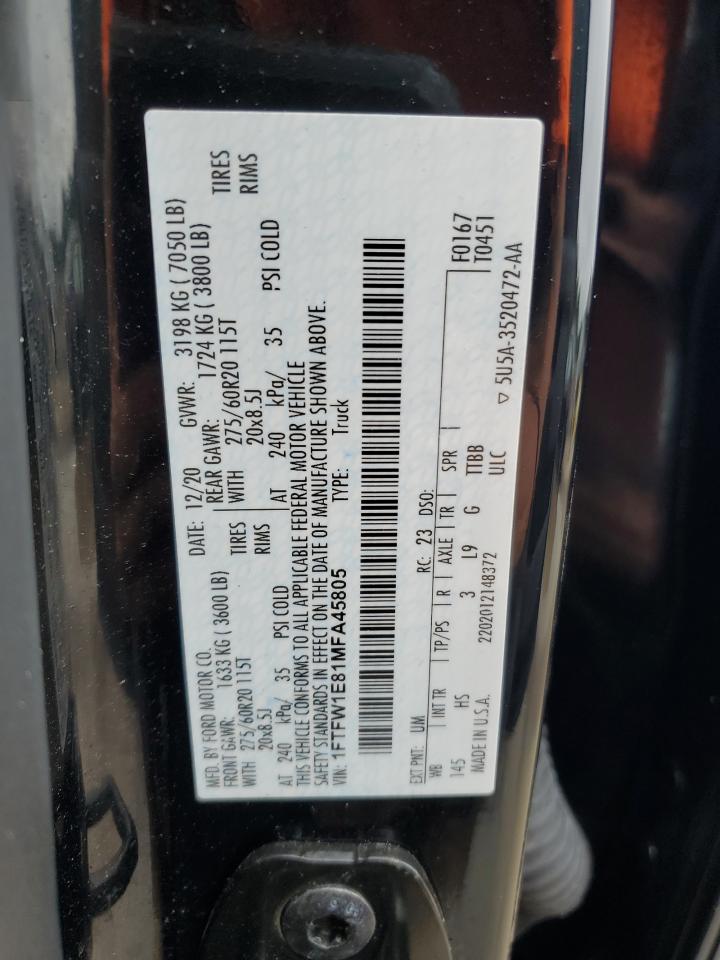 MFD. BY FORD MOTOR CO.
DATE: 12/20 GVWR: 3198 KG ( 7050 LB)
FRONT GAWR: 1633 KG ( 3600 LB)
REAR GAWR: 1724 KG ( 3800 LB)
WITH 275/60R20 115T TIRES
WITH 275/60R20 115T TIRES
20x8.5J RIMS
20x8.5J RIMS
AT 240 kPa/ 35 PSI COLD
AT 240 kPa/ 35 PSI COLD
THIS VEHICLE CONFORMS TO ALL APPLICABLE FEDERAL MOTOR VEHICLE
SAFETY STANDARDS IN EFFECT ON THE DATE OF MANUFACTURE SHOWN ABOVE.
VIN: 1FTFW1E81MFA45805 TYPE: Truck
EXT PNT: UM RC: 23 DSO:
WB INT TR TP/PS R AXLE TR SPR F0167
145 HS 3 L9 G TTBB T0451
MADE IN U.S.A. 2202012148372 ULC ▽ 5U5A-3520472-AA